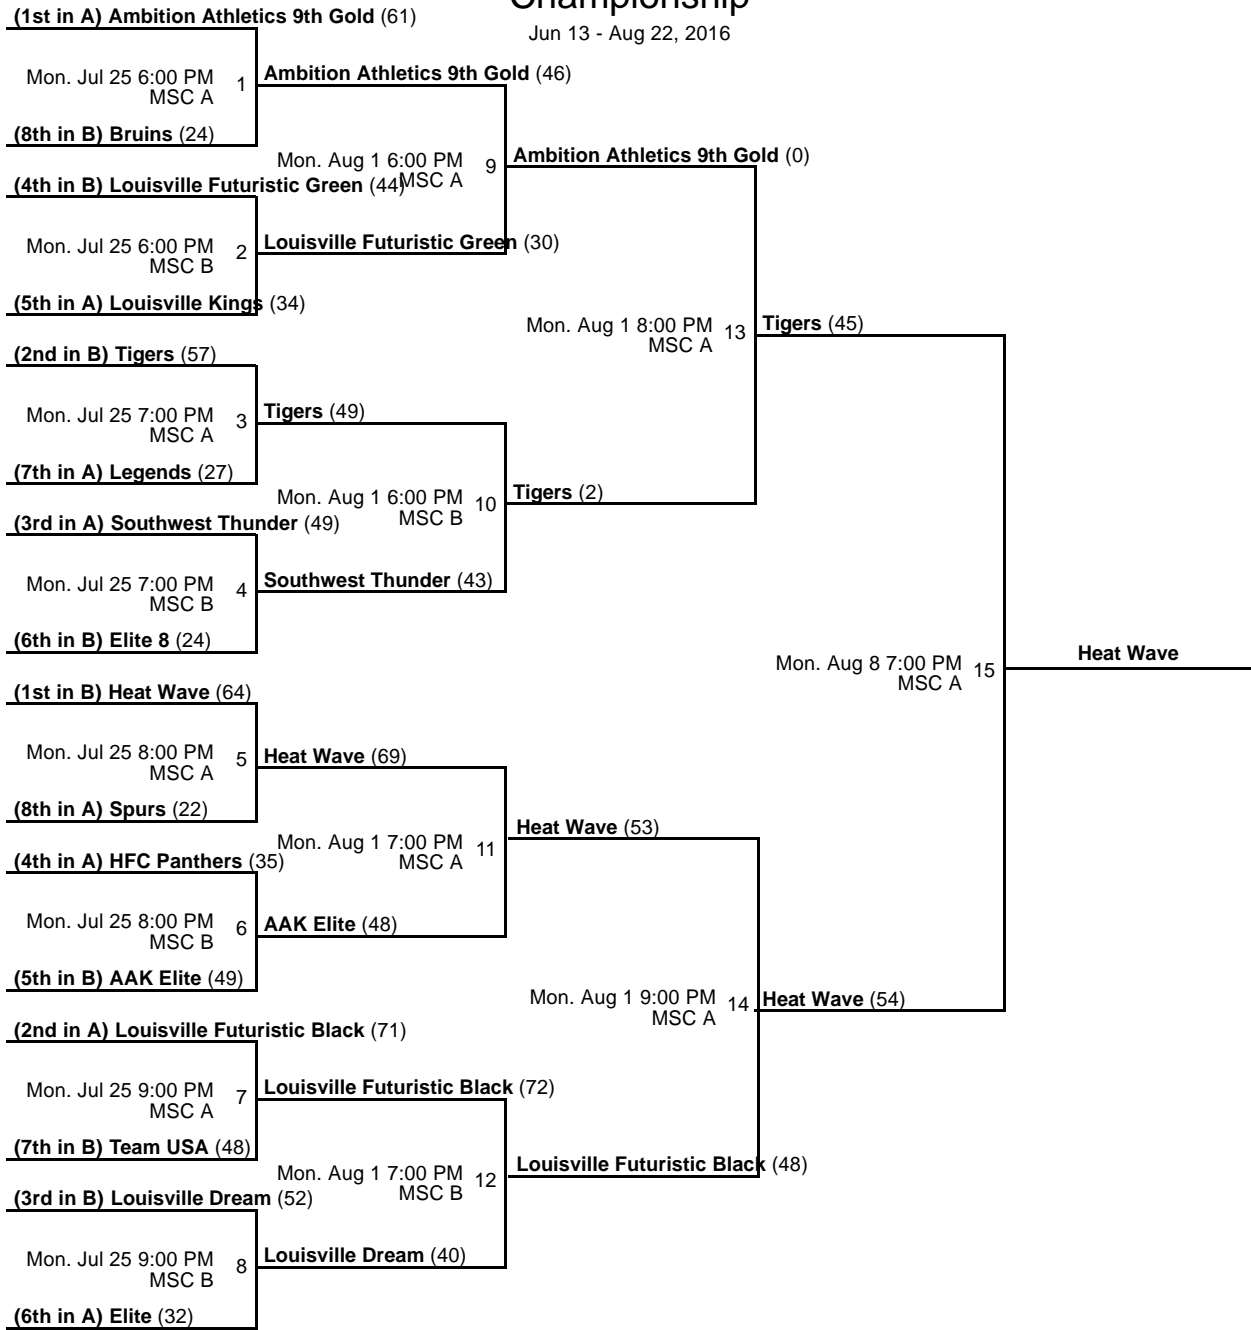 Championship
Jun 13 - Aug 22, 2016
(1st in A) Ambition Athletics 9th Gold (61)
Mon. Jul 25 6:00 PM 1
MSC A
(8th in B) Bruins (24)
Ambition Athletics 9th Gold (46)
Mon. Aug 1 6:00 PM 9
MSC A
(4th in B) Louisville Futuristic Green (44)
Mon. Jul 25 6:00 PM 2
MSC B
Louisville Futuristic Green (30)
(5th in A) Louisville Kings (34)
Ambition Athletics 9th Gold (0)
Mon. Aug 1 8:00 PM 13
MSC A
(2nd in B) Tigers (57)
Mon. Jul 25 7:00 PM 3
MSC A
Tigers (49)
(7th in A) Legends (27)
Mon. Aug 1 6:00 PM 10
MSC B
Tigers (2)
(3rd in A) Southwest Thunder (49)
Mon. Jul 25 7:00 PM 4
MSC B
Southwest Thunder (43)
(6th in B) Elite 8 (24)
Tigers (45)
Mon. Aug 8 7:00 PM 15
MSC A
Heat Wave
(1st in B) Heat Wave (64)
Mon. Jul 25 8:00 PM 5
MSC A
Heat Wave (69)
(8th in A) Spurs (22)
Mon. Aug 1 7:00 PM 11
MSC A
Heat Wave (53)
(4th in A) HFC Panthers (35)
Mon. Jul 25 8:00 PM 6
MSC B
AAK Elite (48)
(5th in B) AAK Elite (49)
Mon. Aug 1 9:00 PM 14
MSC A
Heat Wave (54)
(2nd in A) Louisville Futuristic Black (71)
Mon. Jul 25 9:00 PM 7
MSC A
Louisville Futuristic Black (72)
(7th in B) Team USA (48)
Mon. Aug 1 7:00 PM 12
MSC B
Louisville Futuristic Black (48)
(3rd in B) Louisville Dream (52)
Mon. Jul 25 9:00 PM 8
MSC B
Louisville Dream (40)
(6th in A) Elite (32)